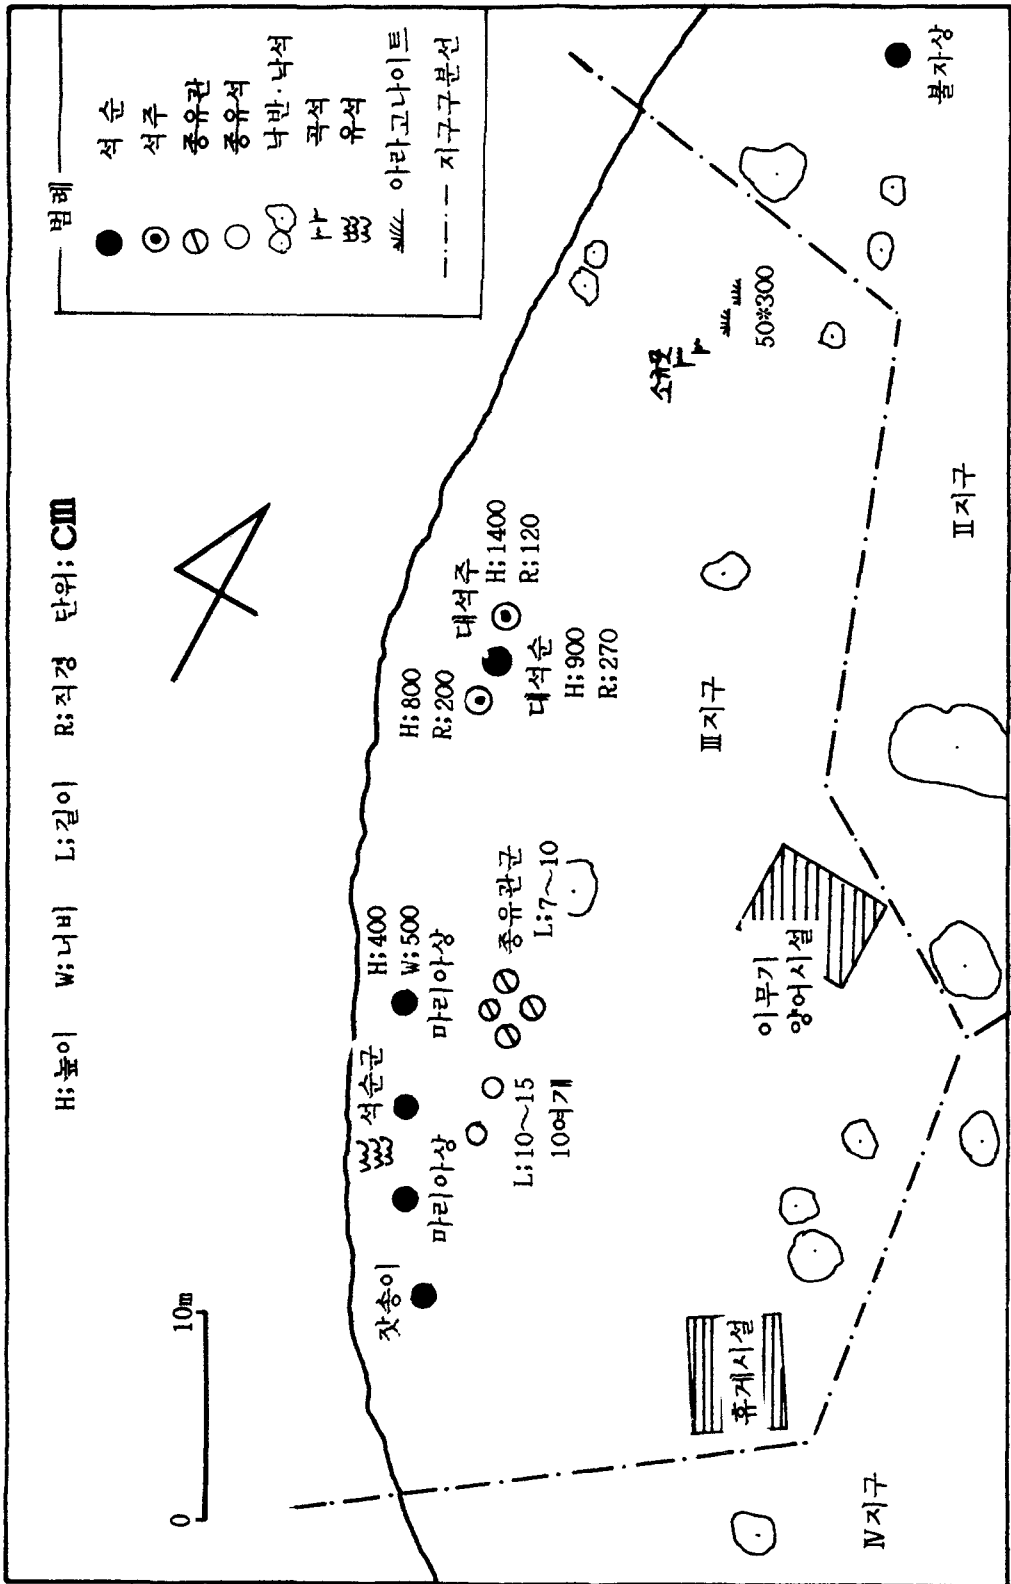 H;높이 W;너비 L;길이 R;직경 단위;cm
범례
석순
석주
종유관
종유석
낙반·낙석
곡석
유석
아라고나이트
지구구분선
0 10m
잣송이
마리아상
석순군
H;400
W;500
마리아상
L;10~15
10여개
종유관군
L;7~10
H;800
R;200
대석주
H;1400
R;120
대석순
H;900
R;270
소규모
50*300
불자상
휴게시설
이무기
양어시설
Ⅲ지구
Ⅱ지구
Ⅳ지구